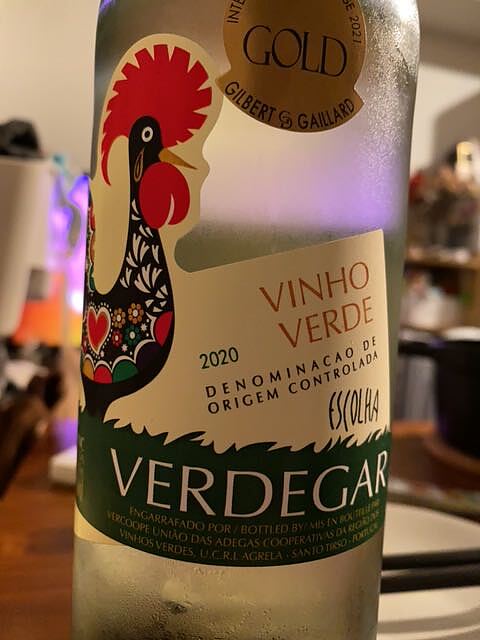 2021
GOLD
GILBERT & GAILLARD
VINHO
VERDE
2020
DENOMINACAO DE
ORIGEM CONTROLADA
ESCOLHA
VERDEGAR
ENGARRAFADO POR / BOTTLED BY / MIS EN BOUTEILLE PAR
VERCOOPE UNIÃO DAS ADEGAS COOPERATIVAS DA REGIÃO DOS
VINHOS VERDES, U.C.R.L AGRELA - SANTO TIRSO - PORTUGAL